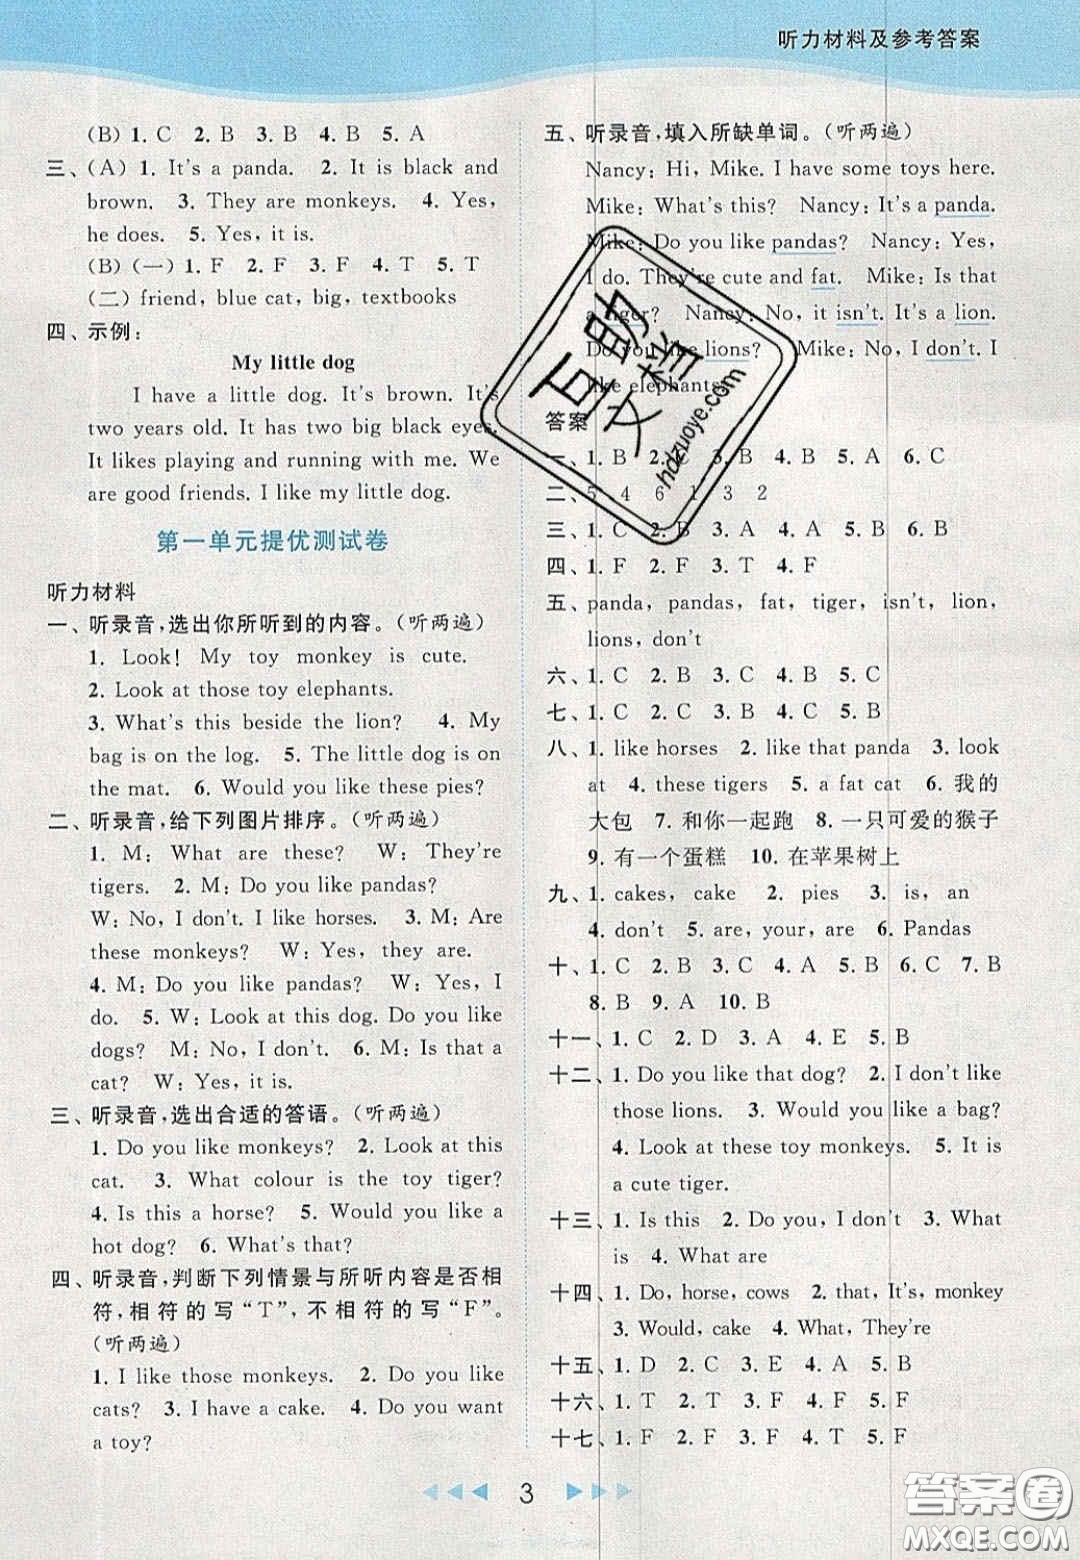 听力材料及参考答案
(B) 1. C 2. B 3. B 4. B 5. A
三、(A) 1. It's a panda. 2. It is black and
brown. 3. They are monkeys. 4. Yes,
he does. 5. Yes, it is.
(B) (一) 1. F 2. F 3. F 4. T 5. T
(二) friend, blue cat, big, textbooks
四、示例:
My little dog
I have a little dog. It's brown. It's
two years old. It has two big black eyes.
It likes playing and running with me. We
are good friends. I like my little dog.
第一单元提优测试卷
听力材料
一、听录音,选出你所听到的内容。(听两遍)
1. Look! My toy monkey is cute.
2. Look at those toy elephants.
3. What's this beside the lion? 4. My
bag is on the log. 5. The little dog is on
the mat. 6. Would you like these pies?
二、听录音,给下列图片排序。(听两遍)
1. M: What are these? W: They're
tigers. 2. M: Do you like pandas?
W: No, I don't. I like horses. 3. M: Are
these monkeys? W: Yes, they are.
4. M: Do you like pandas? W: Yes, I
do. 5. W: Look at this dog. Do you like
dogs? M: No, I don't. 6. M: Is that a
cat? W: Yes, it is.
三、听录音,选出合适的答语。(听两遍)
1. Do you like monkeys? 2. Look at this
cat. 3. What colour is the toy tiger?
4. Is this a horse? 5. Would you like a
hot dog? 6. What's that?
四、听录音,判断下列情景与所听内容是否相
符,相符的写“T”,不相符的写“F”。
(听两遍)
1. I like those monkeys. 2. Do you like
cats? 3. I have a cake. 4. Do you want
a toy?
五、听录音,填入所缺单词。(听两遍)
Nancy: Hi, Mike. I have some toys here.
Mike: What's this? Nancy: It's a panda.
Mike: Do you like pandas? Nancy: Yes,
I do. They're cute and fat. Mike: Is that
a tiger? Nancy: No, it isn't. It's a lion.
Do you like lions? Mike: No, I don't. I
like elephants.
答案
一、1. B 2. C 3. B 4. B 5. A 6. C
二、5 4 6 1 3 2
三、1. C 2. B 3. A 4. A 5. B 6. B
四、1. F 2. F 3. T 4. F
五、panda, pandas, fat, tiger, isn't, lion,
lions, don't
六、1. C 2. C 3. B 4. B 5. C
七、1. C 2. C 3. B 4. C 5. B
八、1. like horses 2. like that panda 3. look
at 4. these tigers 5. a fat cat 6. 我的
大包 7. 和你一起跑 8. 一只可爱的猴子
9. 有一个蛋糕 10. 在苹果树上
九、1. cakes, cake 2. pies 3. is, an
4. don't 5. are, your, are 6. Pandas
十、1. C 2. B 3. C 4. A 5. B 6. C 7. B
8. B 9. A 10. B
十一、1. C 2. D 3. A 4. E 5. B
十二、1. Do you like that dog? 2. I don't like
those lions. 3. Would you like a bag?
4. Look at these toy monkeys. 5. It is
a cute tiger.
十三、1. Is this 2. Do you, I don't 3. What
is 4. What are
十四、1. Do, horse, cows 2. that, It's, monkey
3. Would, cake 4. What, They're
十五、1. D 2. C 3. E 4. A 5. B
十六、1. T 2. T 3. F 4. F 5. F
十七、1. F 2. F 3. F 4. T 5. F
3
百助
文档
hdzuoye.com
答案圈
MXQE.COM